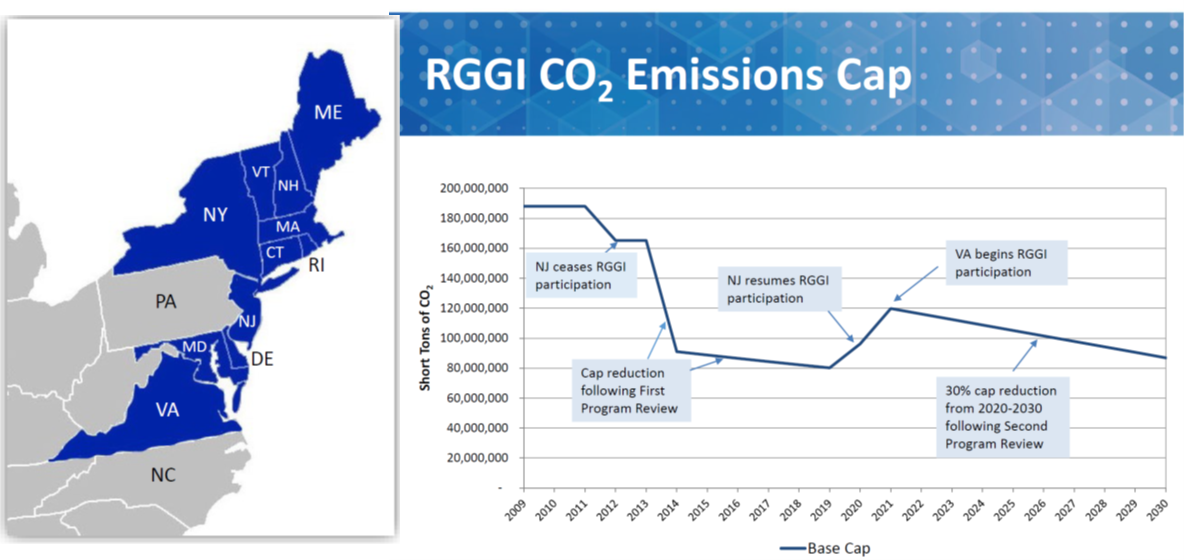 ME
VT
NH
NY
MA
CT
RI
PA
NJ
MD
DE
VA
NC
RGGI CO₂ Emissions Cap
Short Tons of CO₂
200,000,000
180,000,000
160,000,000
140,000,000
120,000,000
100,000,000
80,000,000
60,000,000
40,000,000
20,000,000
-
NJ ceases RGGI
participation
Cap reduction
following First
Program Review
NJ resumes RGGI
participation
VA begins RGGI
participation
30% cap reduction
from 2020-2030
following Second
Program Review
2009
2010
2011
2012
2013
2014
2015
2016
2017
2018
2019
2020
2021
2022
2023
2024
2025
2026
2027
2028
2029
2030
Base Cap